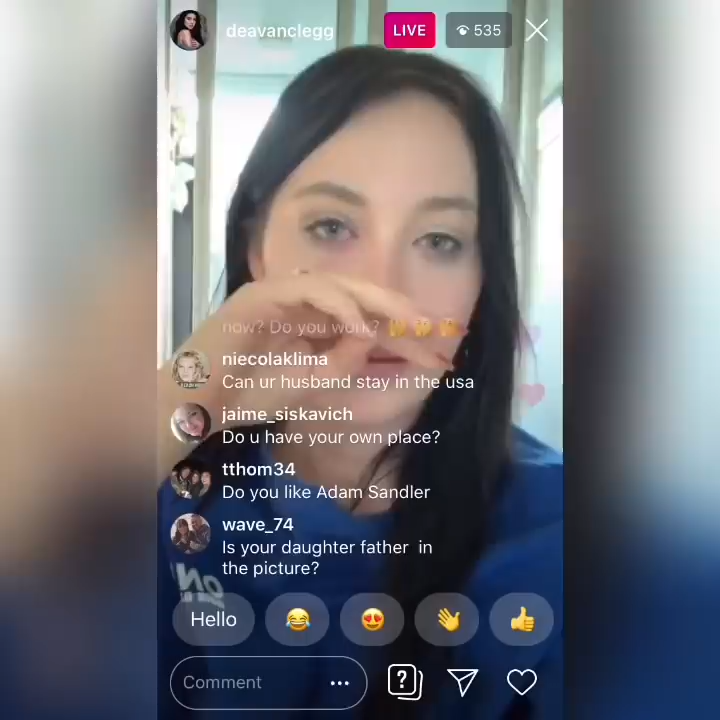 deavanclegg
LIVE
535
now? Do you work? 🤔🤔🤔
niecolaklima
Can ur husband stay in the usa
jaime_siskavich
Do u have your own place?
tthom34
Do you like Adam Sandler
wave_74
Is your daughter father in
the picture?
Hello 😂 😍 👋 👍
Comment